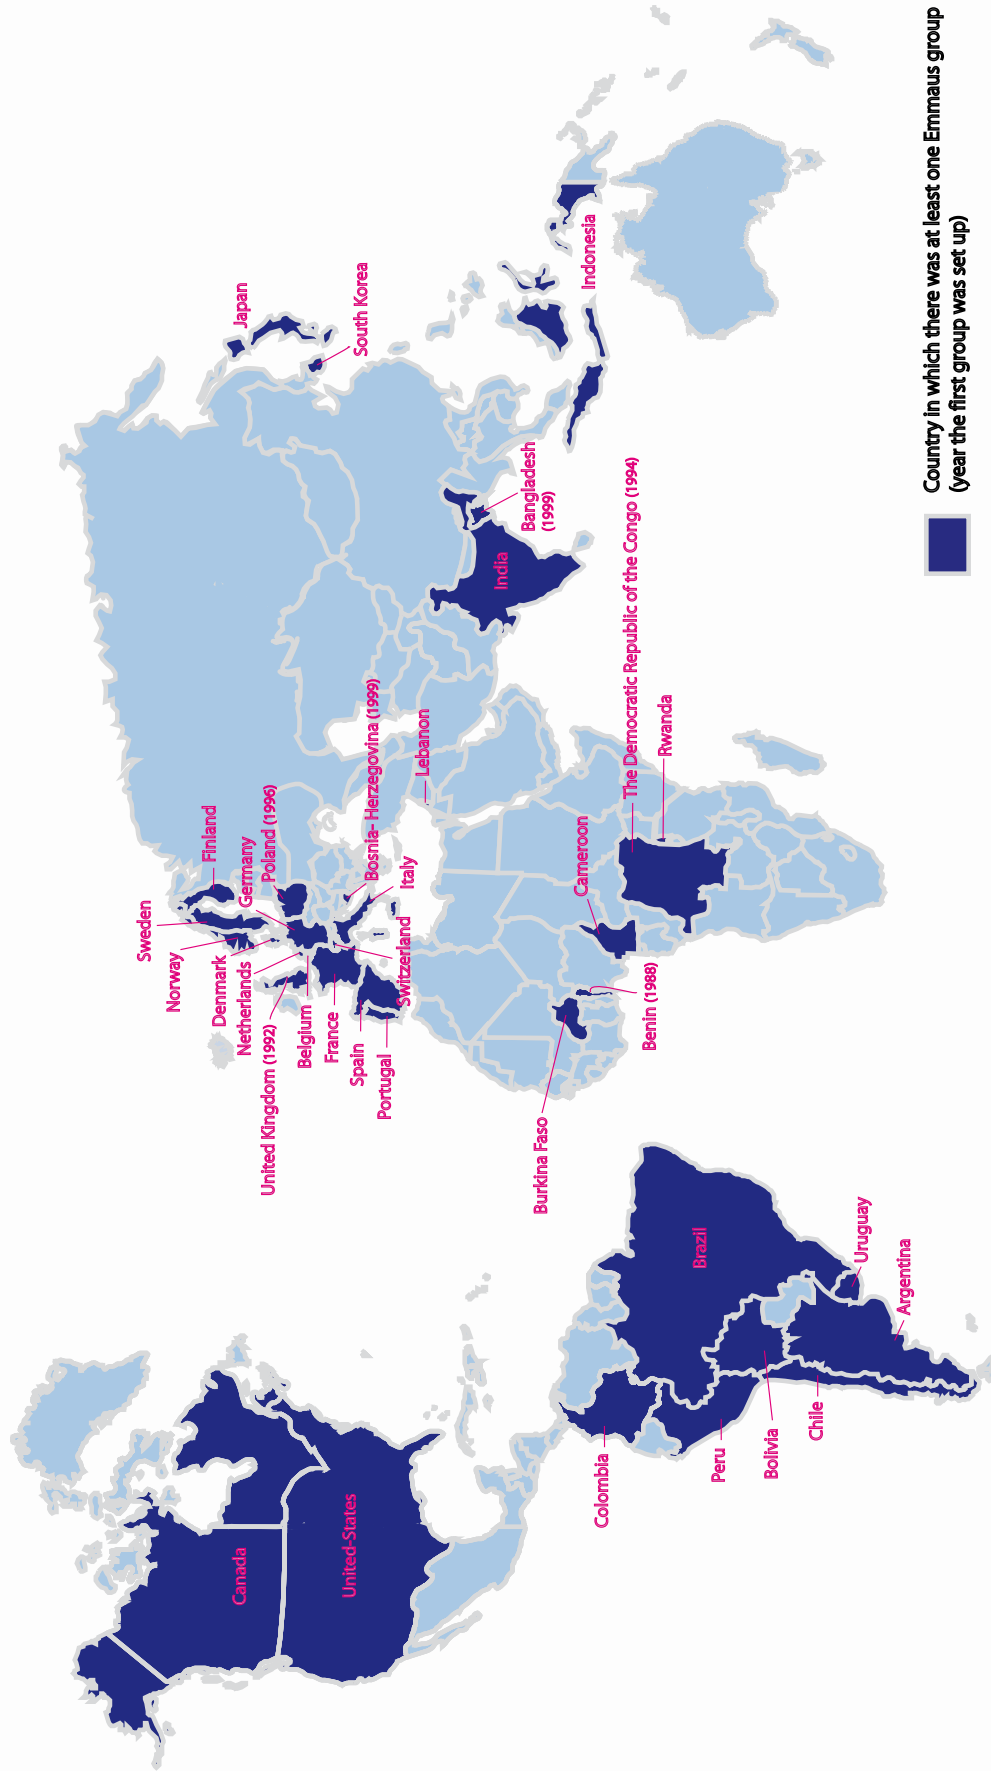 Canada
United-States
Colombia
Peru
Bolivia
Chile
Brazil
Uruguay
Argentina
Sweden
Norway
Finland
Denmark
Netherlands
Germany
Poland (1996)
United Kingdom (1992)
Belgium
France
Spain
Portugal
Switzerland
Italy
Bosnia- Herzegovina (1999)
Lebanon
Burkina Faso
Benin (1988)
Cameroon
The Democratic Republic of the Congo (1994)
Rwanda
India
Bangladesh
(1999)
Japan
South Korea
Indonesia
Country in which there was at least one Emmaus group
(year the first group was set up)